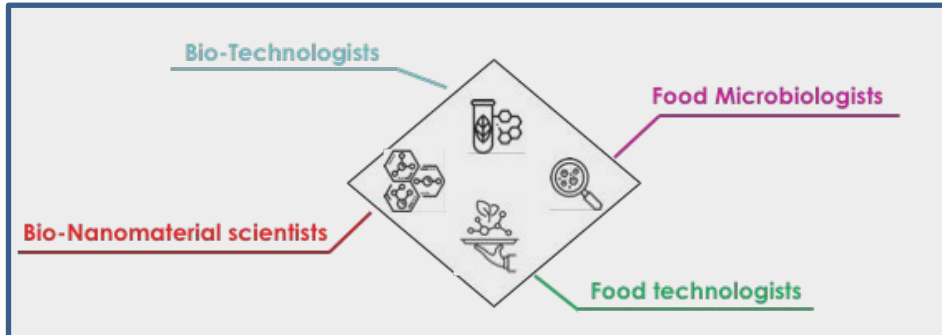 Bio-Technologists
Food Microbiologists
Bio-Nanomaterial scientists
Food technologists